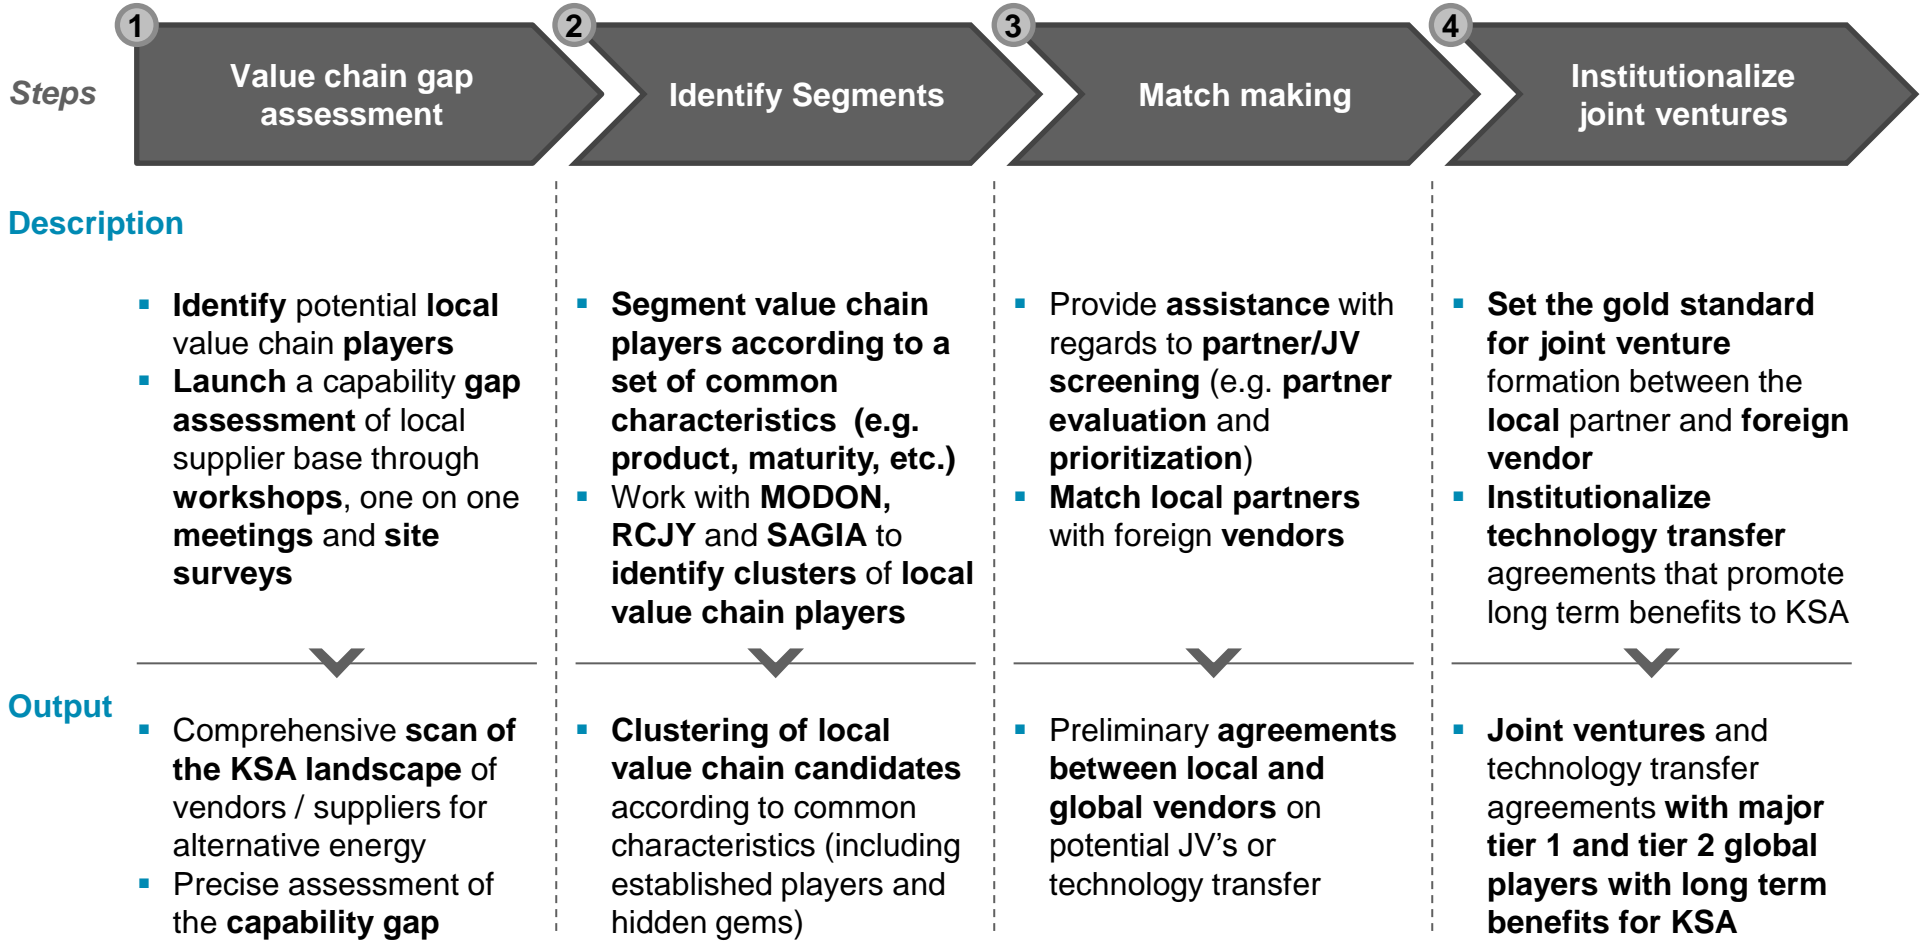 1
2
3
4
Steps
Value chain gap
assessment
Identify Segments
Match making
Institutionalize
joint ventures
Description
▪ Identify potential local
value chain players
▪ Launch a capability gap
assessment of local
supplier base through
workshops, one on one
meetings and site
surveys
▪ Segment value chain
players according to a
set of common
characteristics  (e.g.
product, maturity, etc.)
▪ Work with MODON,
RCJY and SAGIA to
identify clusters of local
value chain players
▪ Provide assistance with
regards to partner/JV
screening (e.g. partner
evaluation and
prioritization)
▪ Match local partners
with foreign vendors
▪ Set the gold standard
for joint venture
formation between the
local partner and foreign
vendor
▪ Institutionalize
technology transfer
agreements that promote
long term benefits to KSA
Output
▪ Comprehensive scan of
the KSA landscape of
vendors / suppliers for
alternative energy
▪ Precise assessment of
the capability gap
▪ Clustering of local
value chain candidates
according to common
characteristics (including
established players and
hidden gems)
▪ Preliminary agreements
between local and
global vendors on
potential JV’s or
technology transfer
▪ Joint ventures and
technology transfer
agreements with major
tier 1 and tier 2 global
players with long term
benefits for KSA